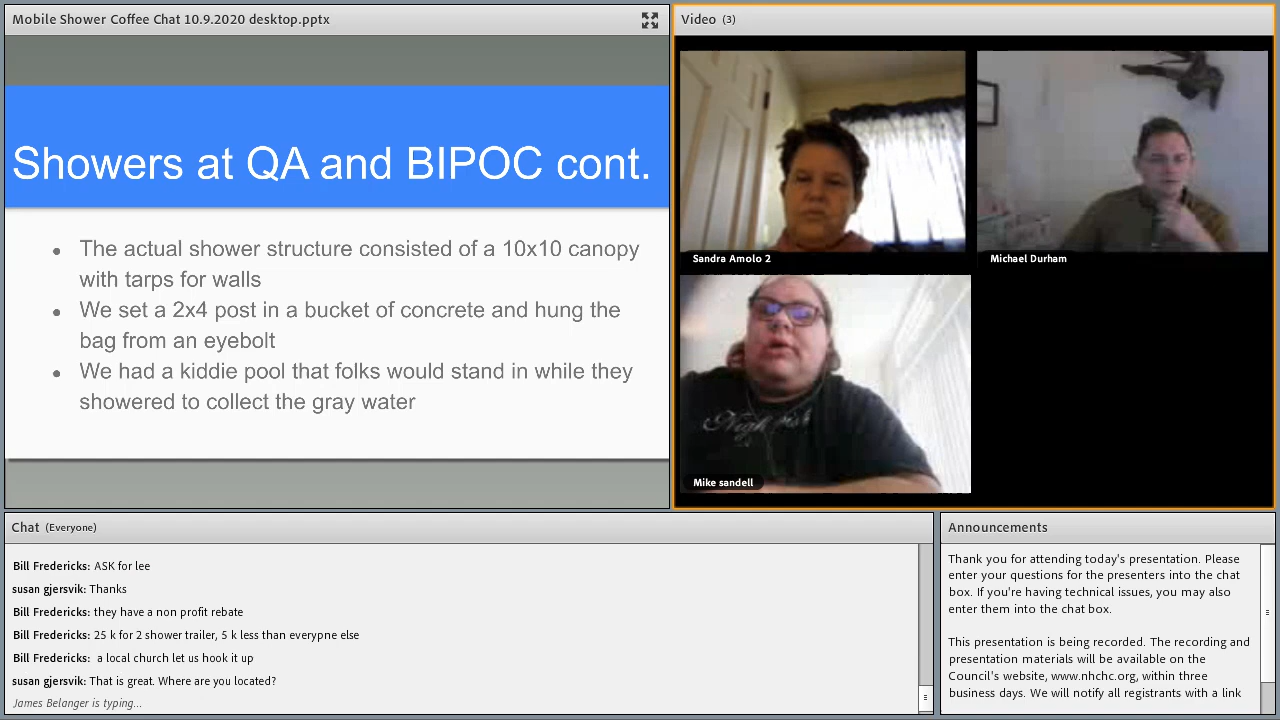 Mobile Shower Coffee Chat 10.9.2020 desktop.pptx
Showers at QA and BIPOC cont.
The actual shower structure consisted of a 10x10 canopy
with tarps for walls
We set a 2x4 post in a bucket of concrete and hung the
bag from an eyebolt
We had a kiddie pool that folks would stand in while they
showered to collect the gray water
Video (3)
Sandra Amolo 2
Michael Durham
Mike sandell
Chat (Everyone)
Bill Fredericks: ASK for lee
susan gjersvik: Thanks
Bill Fredericks: they have a non profit rebate
Bill Fredericks: 25 k for 2 shower trailer, 5 k less than everypne else
Bill Fredericks: a local church let us hook it up
susan gjersvik: That is great. Where are you located?
James Belanger is typing...
Announcements
Thank you for attending today's presentation. Please
enter your questions for the presenters into the chat
box. If you're having technical issues, you may also
enter them into the chat box.
This presentation is being recorded. The recording and
presentation materials will be available on the
Council's website, www.nhchc.org, within three
business days. We will notify all registrants with a link